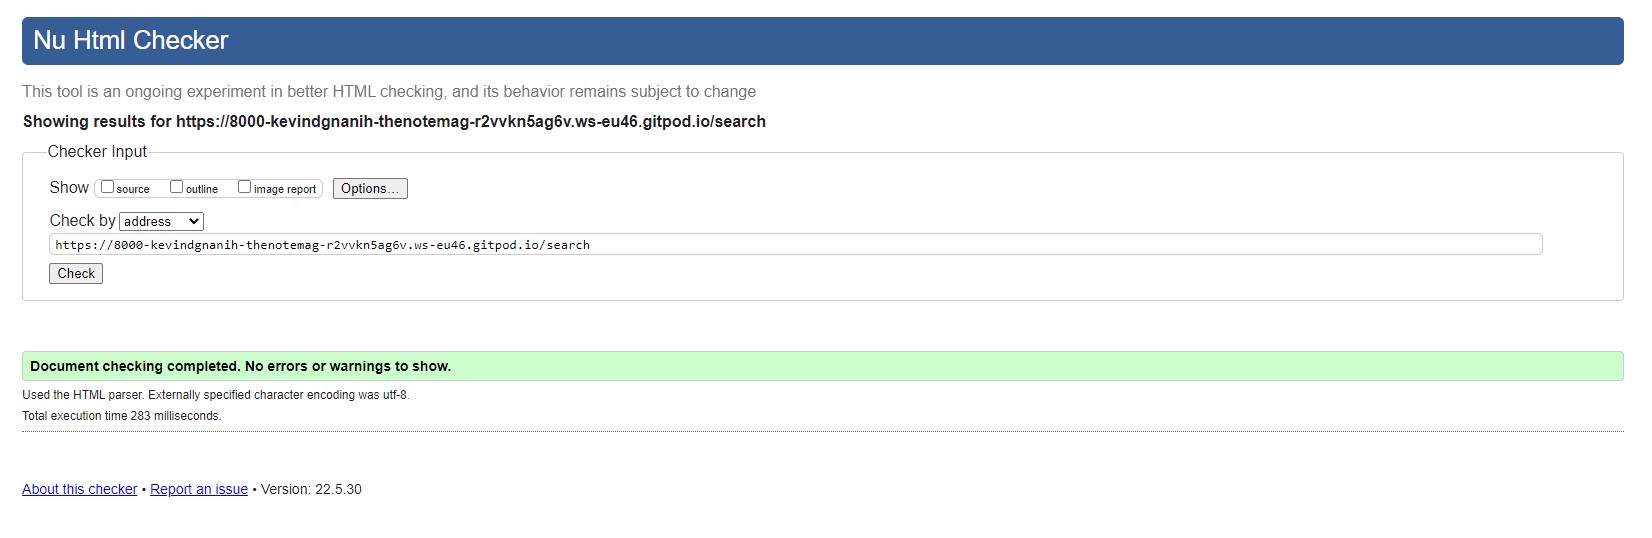 Nu Html Checker
This tool is an ongoing experiment in better HTML checking, and its behavior remains subject to change
Showing results for https://8000-kevindgnanih-thenotemag-r2vvkn5ag6v.ws-eu46.gitpod.io/search
Checker Input
Show source outline image report Options...
Check by address
https://8000-kevindgnanih-thenotemag-r2vvkn5ag6v.ws-eu46.gitpod.io/search
Check
Document checking completed. No errors or warnings to show.
Used the HTML parser. Externally specified character encoding was utf-8.
Total execution time 283 milliseconds.
About this checker • Report an issue • Version: 22.5.30